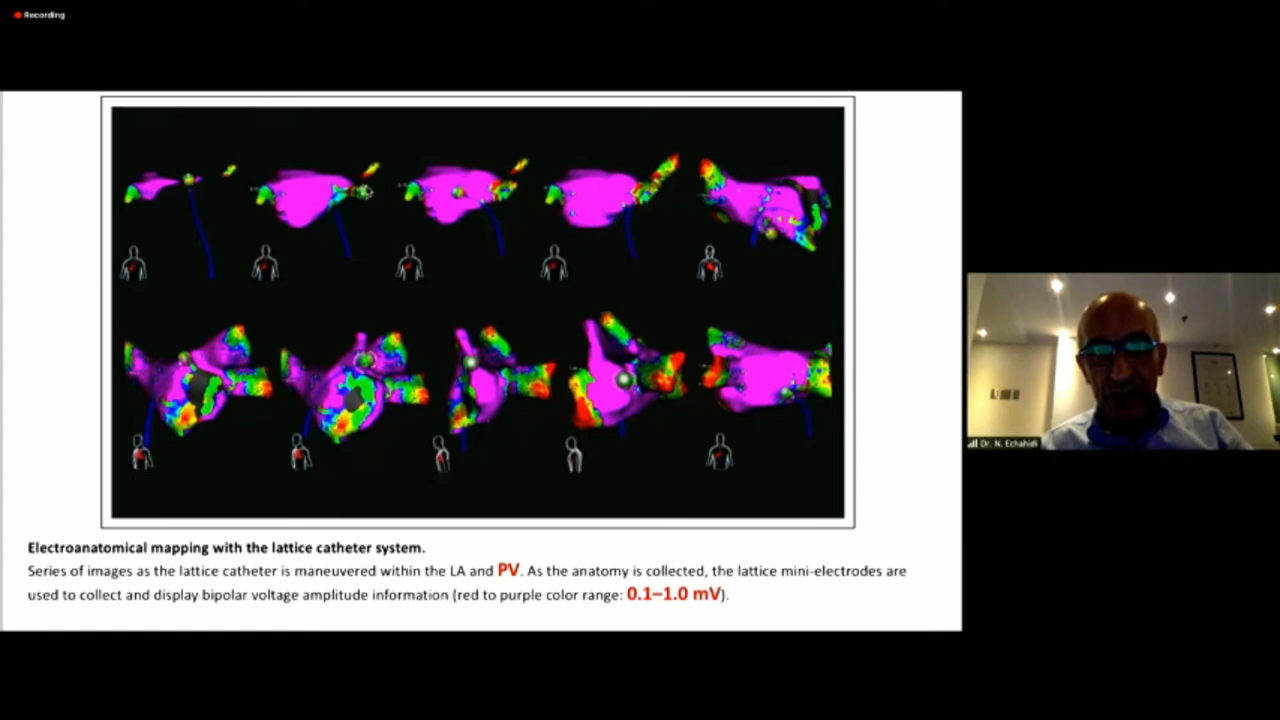 Recording
Electroanatomical mapping with the lattice catheter system.
Series of images as the lattice catheter is maneuvered within the LA and PV. As the anatomy is collected, the lattice mini-electrodes are
used to collect and display bipolar voltage amplitude information (red to purple color range: 0.1–1.0 mV).
Dr. N. Echahidi